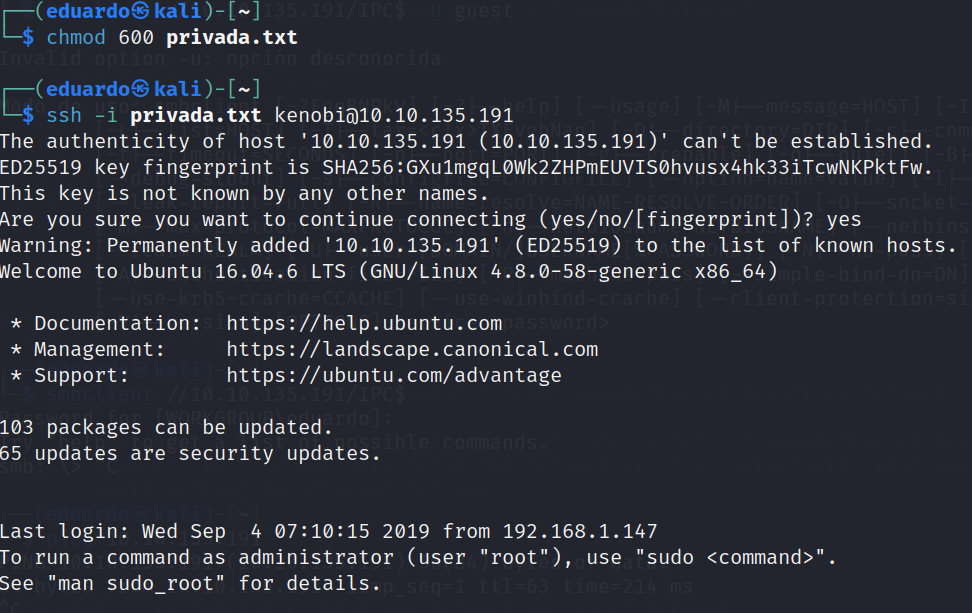 ┌──(eduardo㉿kali)-[~]
└─$ chmod 600 privada.txt
┌──(eduardo㉿kali)-[~]
└─$ ssh -i privada.txt kenobi@10.10.135.191
The authenticity of host '10.10.135.191 (10.10.135.191)' can't be established.
ED25519 key fingerprint is SHA256:GXu1mgqL0Wk2ZHPmEUVIS0hvusx4hk33iTcwNKPktFw.
This key is not known by any other names.
Are you sure you want to continue connecting (yes/no/[fingerprint])? yes
Warning: Permanently added '10.10.135.191' (ED25519) to the list of known hosts.
Welcome to Ubuntu 16.04.6 LTS (GNU/Linux 4.8.0-58-generic x86_64)
 * Documentation:  https://help.ubuntu.com
 * Management:     https://landscape.canonical.com
 * Support:        https://ubuntu.com/advantage
103 packages can be updated.
65 updates are security updates.
Last login: Wed Sep  4 07:10:15 2019 from 192.168.1.147
To run a command as administrator (user "root"), use "sudo <command>".
See "man sudo_root" for details.